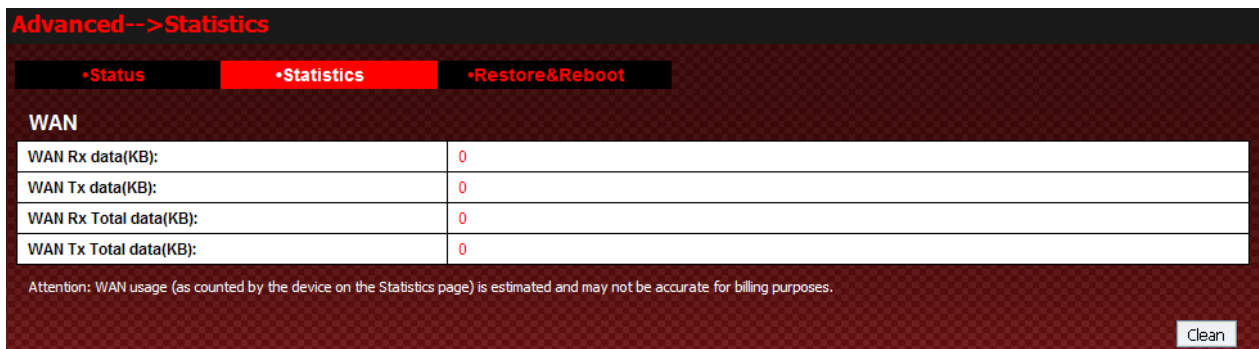 Advanced-->Statistics
•Status •Statistics •Restore&Reboot
WAN
WAN Rx data(KB): 0
WAN Tx data(KB): 0
WAN Rx Total data(KB): 0
WAN Tx Total data(KB): 0
Attention: WAN usage (as counted by the device on the Statistics page) is estimated and may not be accurate for billing purposes.
Clean